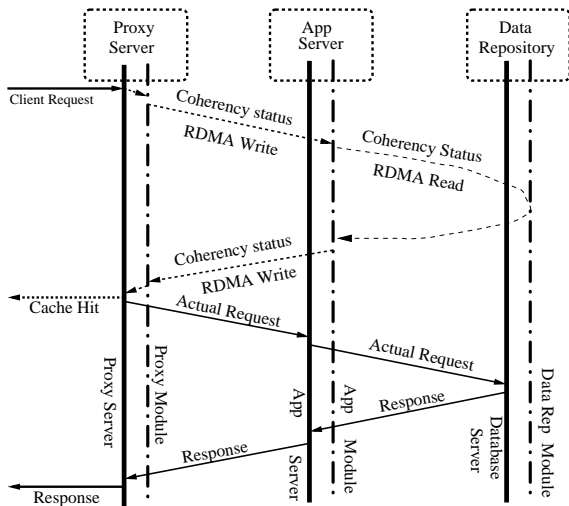 Proxy
Server
App
Server
Data
Repository
Client Request
Coherency status
RDMA Write
Coherency Status
RDMA Read
Coherency status
RDMA Write
Cache Hit
Actual Request
Actual Request
Response
Response
Response
Proxy Server
Proxy Module
App Server
App Module
Database Server
Data Rep Module